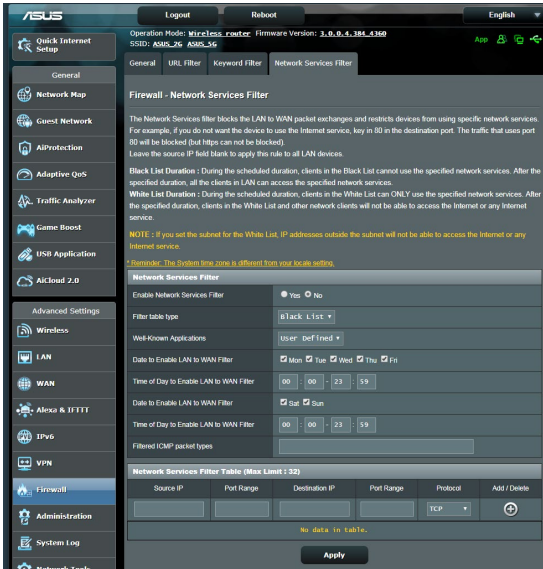 ASUS
Logout
Reboot
English
Quick Internet Setup
Operation Mode: Wireless router Firmware Version: 3.0.0.4.384_4360
SSID: ASUS_2G ASUS_5G
App
General
URL Filter
Keyword Filter
Network Services Filter
General
Network Map
Guest Network
AiProtection
Adaptive QoS
Traffic Analyzer
Game Boost
USB Application
AiCloud 2.0
Advanced Settings
Wireless
LAN
WAN
Alexa & IFTTT
IPv6
VPN
Firewall
Administration
System Log
Network Tools
Firewall - Network Services Filter
The Network Services filter blocks the LAN to WAN packet exchanges and restricts devices from using specific network services.
For example, if you do not want the device to use the Internet service, key in 80 in the destination port. The traffic that uses port
80 will be blocked (but https can not be blocked).
Leave the source IP field blank to apply this rule to all LAN devices.
Black List Duration : During the scheduled duration, clients in the Black List cannot use the specified network services. After the
specified duration, all the clients in LAN can access the specified network services.
White List Duration : During the scheduled duration, clients in the White List can ONLY use the specified network services. After
the specified duration, clients in the White List and other network clients will not be able to access the Internet or any Internet
service.
NOTE : If you set the subnet for the White List, IP addresses outside the subnet will not be able to access the Internet or any
Internet service.
* Reminder: The System time zone is different from your locale setting.
Network Services Filter
Enable Network Services Filter Yes No
Filter table type Black List
Well-Known Applications User Defined
Date to Enable LAN to WAN Filter Mon Tue Wed Thu Fri
Time of Day to Enable LAN to WAN Filter 00 : 00 - 23 : 59
Date to Enable LAN to WAN Filter Sat Sun
Time of Day to Enable LAN to WAN Filter 00 : 00 - 23 : 59
Filtered ICMP packet types
Network Services Filter Table (Max Limit : 32)
Source IP Port Range Destination IP Port Range Protocol Add / Delete
TCP
No data in table.
Apply